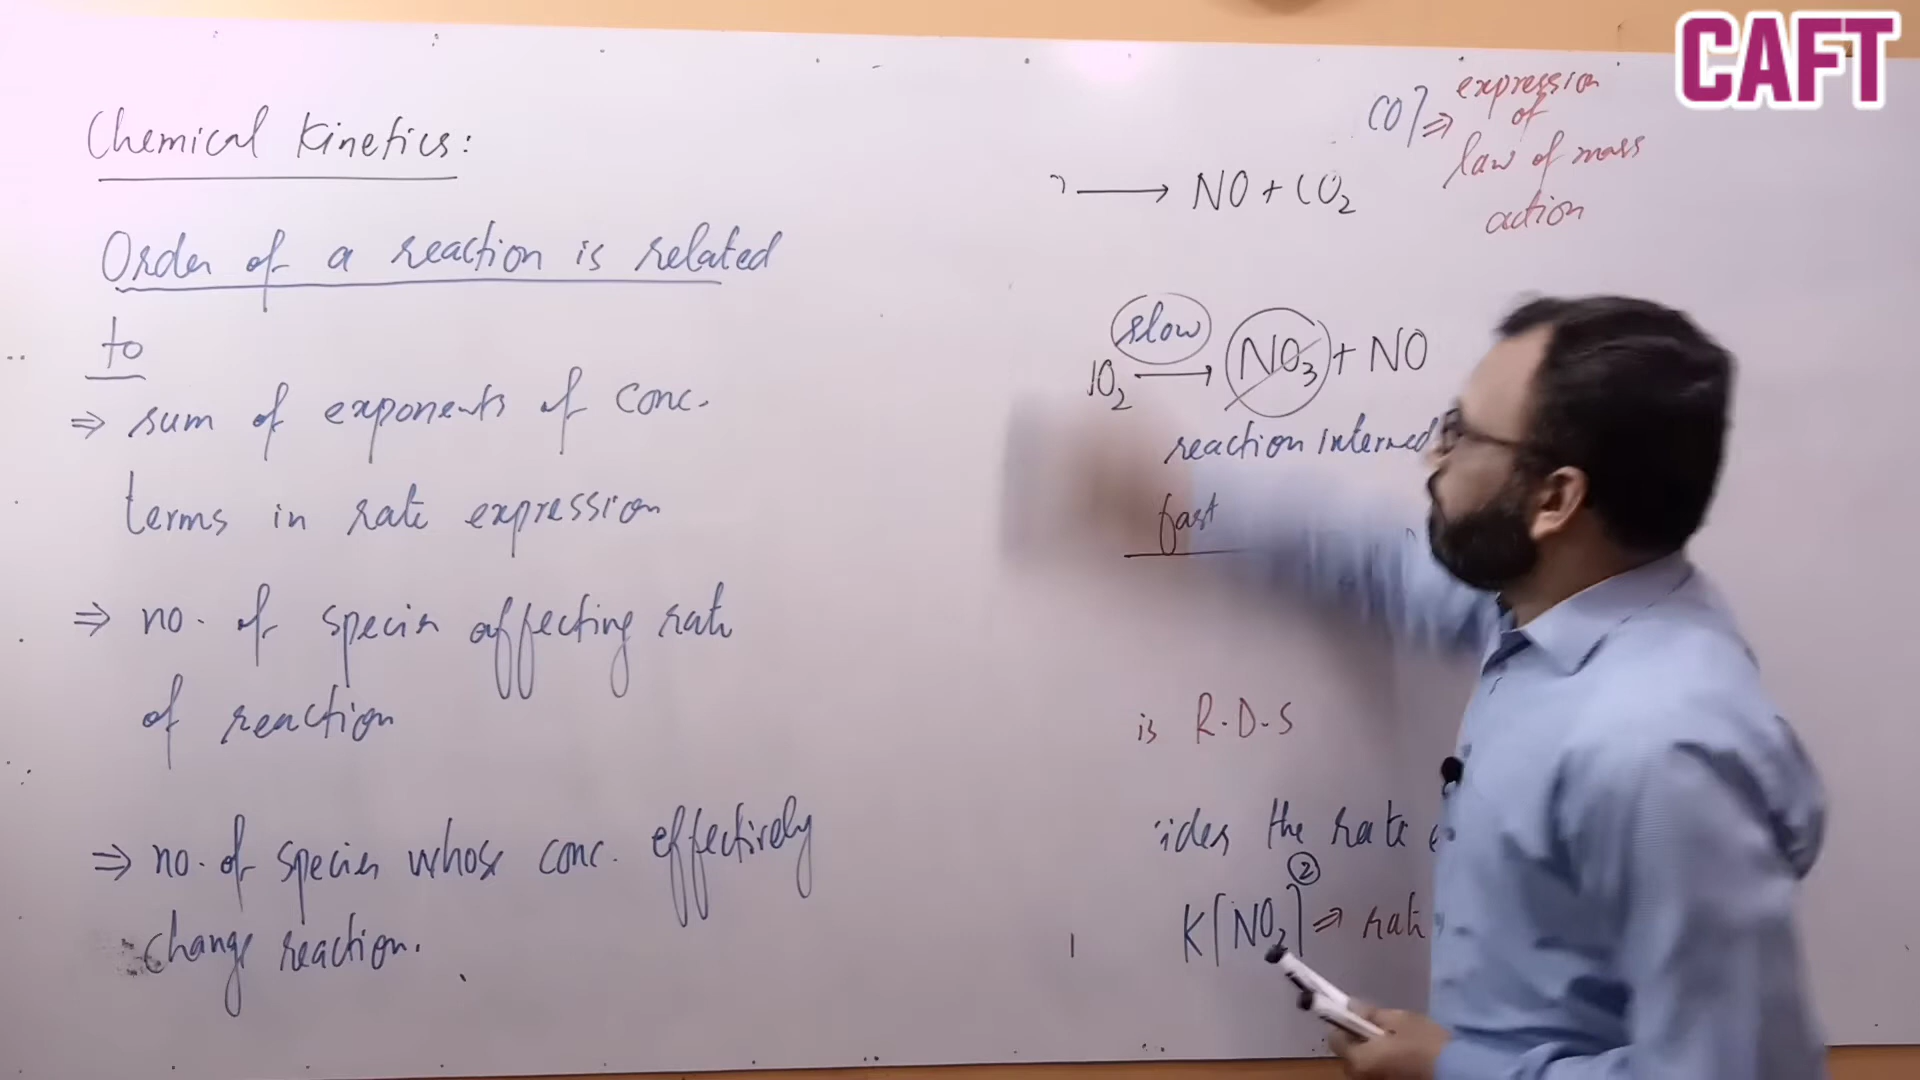 CAFT
Chemical Kinetics:
Order of a reaction is related
to
⇒ sum of exponents of conc.
terms in rate expression
⇒ no. of species affecting rate
of reaction
⇒ no. of species whose conc. effectively
change reaction.
CO] ⇒ expression
of
law of mass
action
⟶ NO + CO₂
slow
O₂ ⟶ NO₃ + NO
reaction intermed
fast
is R.D.S
ides the rate
K[NO₂]² ⇒ rate